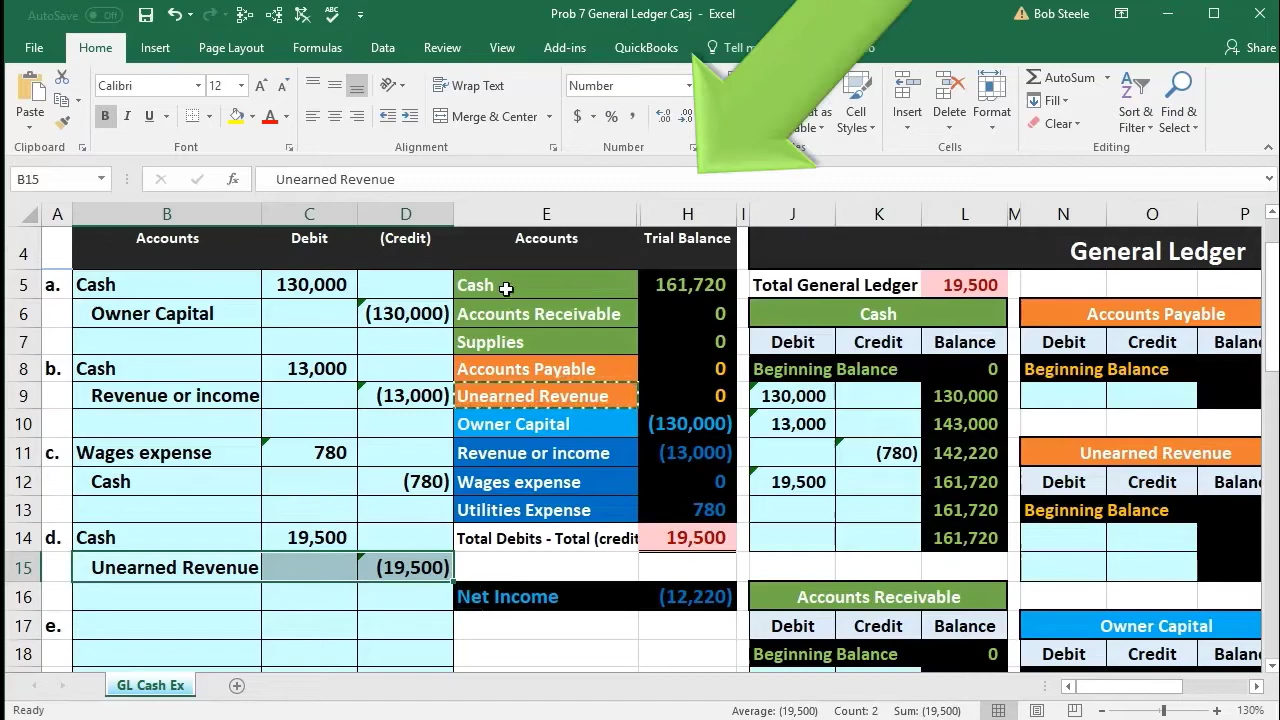 AutoSave Off
Prob 7 General Ledger Casj - Excel
Bob Steele
File Home Insert Page Layout Formulas Data Review View Add-ins QuickBooks Tell Share
Calibri 12 Wrap Text Number AutoSum
Paste B I U Merge & Center $ % , Cell Styles Insert Delete Format Fill Clear Sort & Filter Find & Select
Clipboard Font Alignment Number Cells Editing
B15 fx Unearned Revenue
A B C D E H I J K L M N O P
4 Accounts Debit (Credit) Accounts Trial Balance General Ledger
5 a. Cash 130,000 Cash 161,720 Total General Ledger 19,500
6 Owner Capital (130,000) Accounts Receivable 0 Cash Accounts Payable
7 Supplies 0 Debit Credit Balance Debit Credit Balanc
8 b. Cash 13,000 Accounts Payable 0 Beginning Balance 0 Beginning Balance
9 Revenue or income (13,000) Unearned Revenue 0 130,000 130,000
10 Owner Capital (130,000) 13,000 143,000
11 c. Wages expense 780 Revenue or income (13,000) (780) 142,220 Unearned Revenue
12 Cash (780) Wages expense 0 19,500 161,720 Debit Credit Balanc
13 Utilities Expense 780 161,720 Beginning Balance
14 d. Cash 19,500 Total Debits - Total (credit 19,500 161,720
15 Unearned Revenue (19,500)
16 Net Income (12,220) Accounts Receivable
17 e. Debit Credit Balance Owner Capital
18 Beginning Balance 0 Debit Credit Balanc
GL Cash Ex
Ready Average: (19,500) Count: 2 Sum: (19,500) 130%